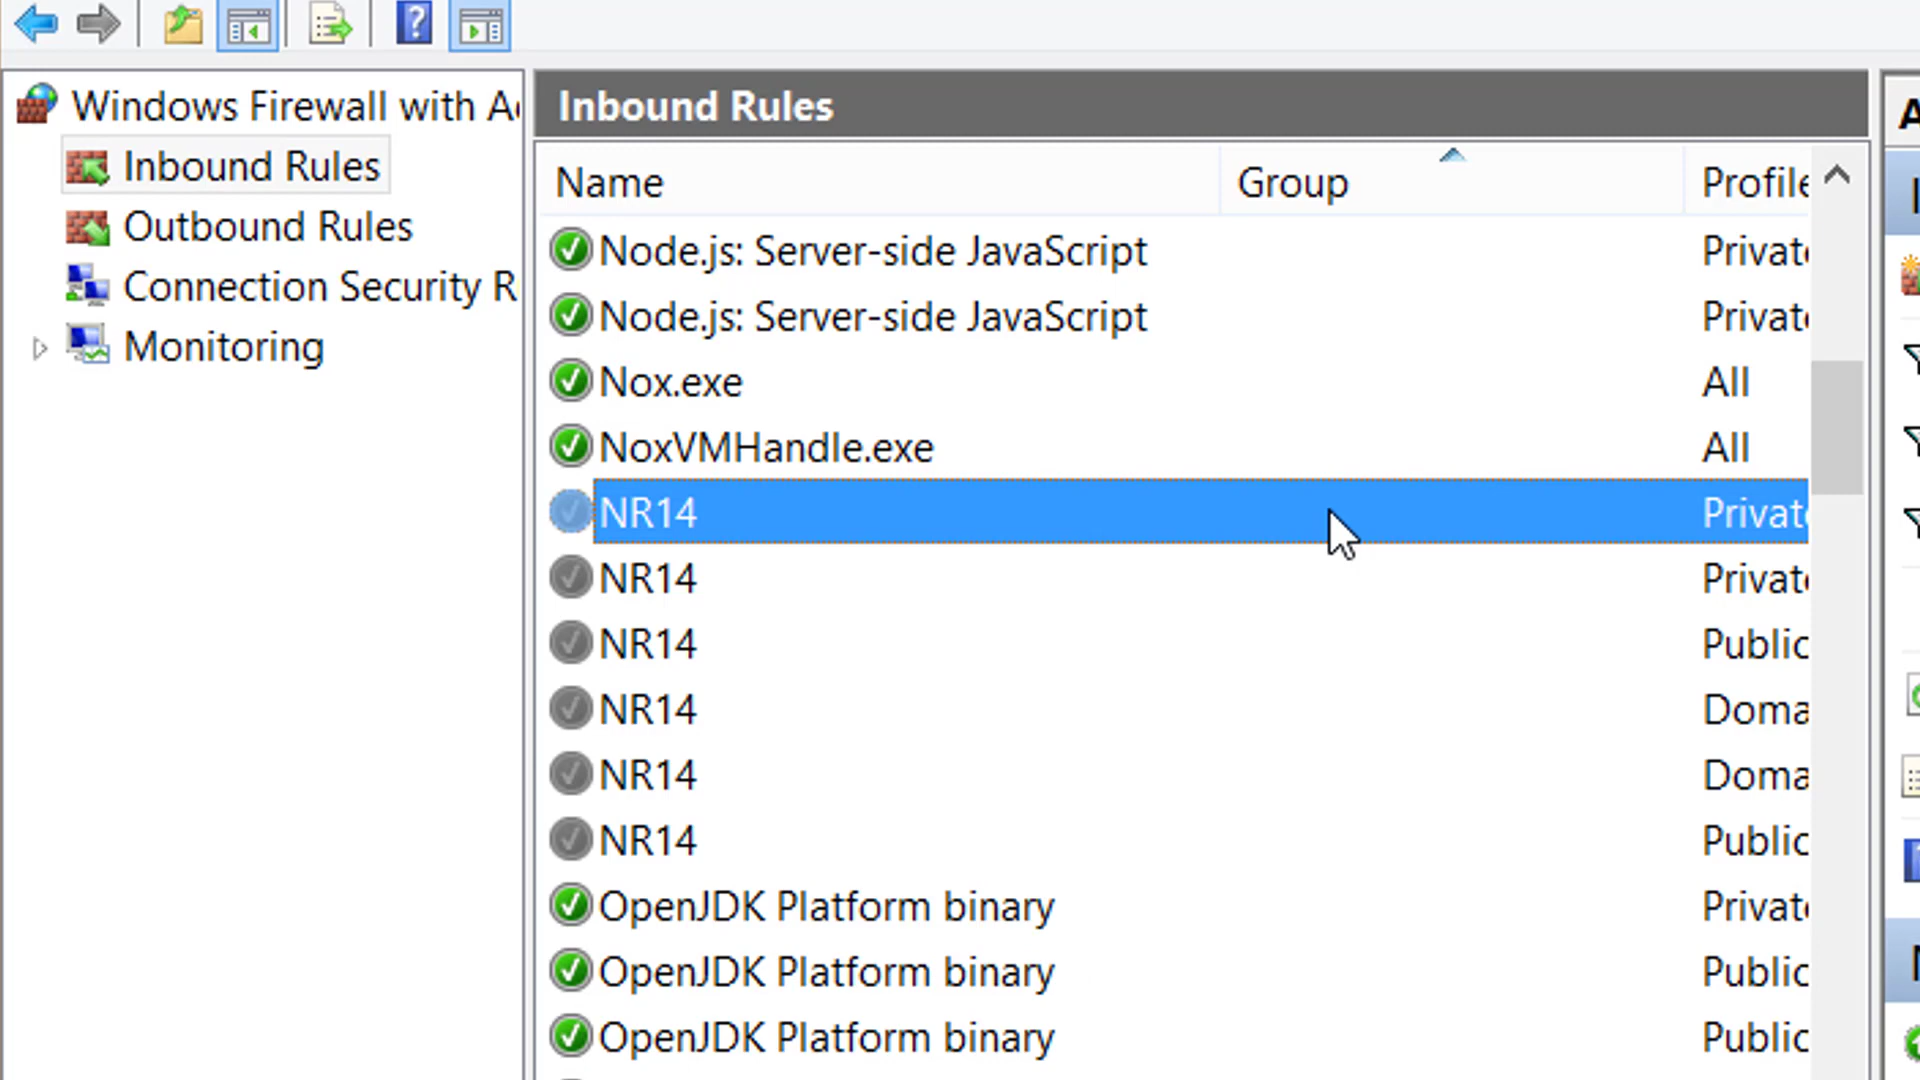 Windows Firewall with A
Inbound Rules
Outbound Rules
Connection Security R
Monitoring
Inbound Rules
Name Group Profile
Node.js: Server-side JavaScript Privat
Node.js: Server-side JavaScript Privat
Nox.exe All
NoxVMHandle.exe All
NR14 Privat
NR14 Privat
NR14 Public
NR14 Doma
NR14 Doma
NR14 Public
OpenJDK Platform binary Privat
OpenJDK Platform binary Public
OpenJDK Platform binary Public
A